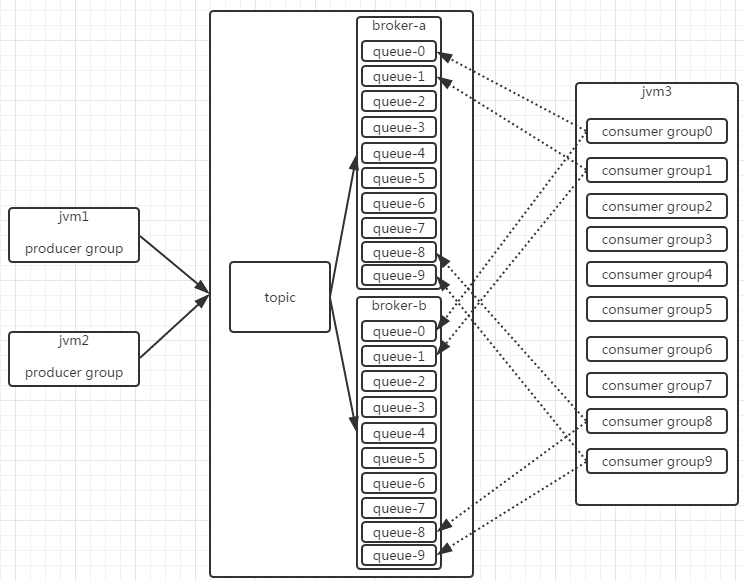 jvm1
producer group
jvm2
producer group
topic
broker-a
queue-0
queue-1
queue-2
queue-3
queue-4
queue-5
queue-6
queue-7
queue-8
queue-9
broker-b
queue-0
queue-1
queue-2
queue-3
queue-4
queue-5
queue-6
queue-7
queue-8
queue-9
jvm3
consumer group0
consumer group1
consumer group2
consumer group3
consumer group4
consumer group5
consumer group6
consumer group7
consumer group8
consumer group9